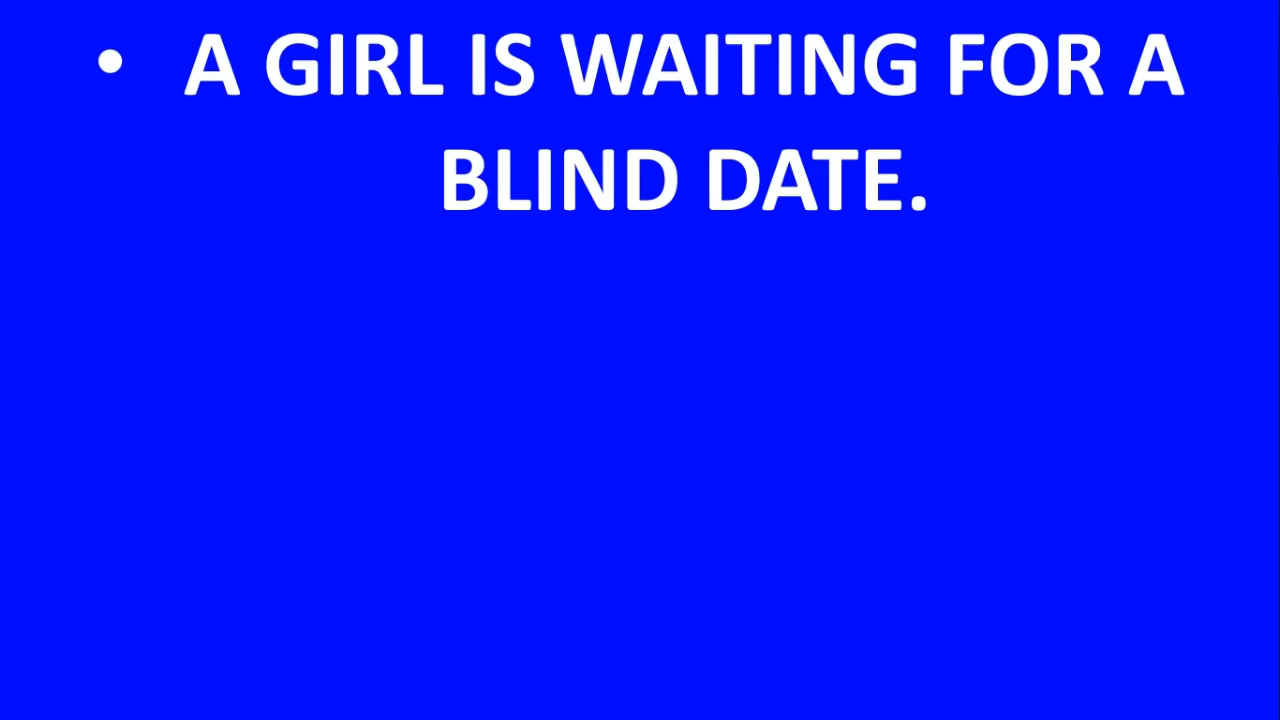 • A GIRL IS WAITING FOR A
BLIND DATE.